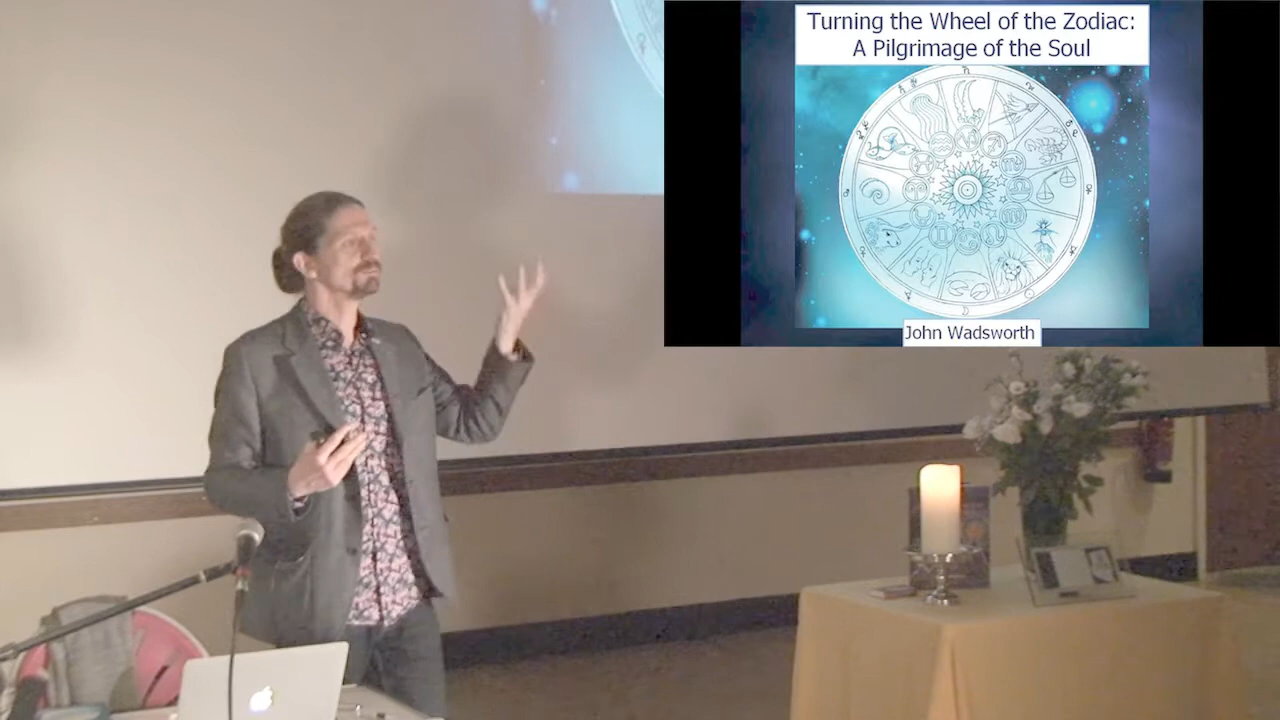 Turning the Wheel of the Zodiac:
A Pilgrimage of the Soul
John Wadsworth